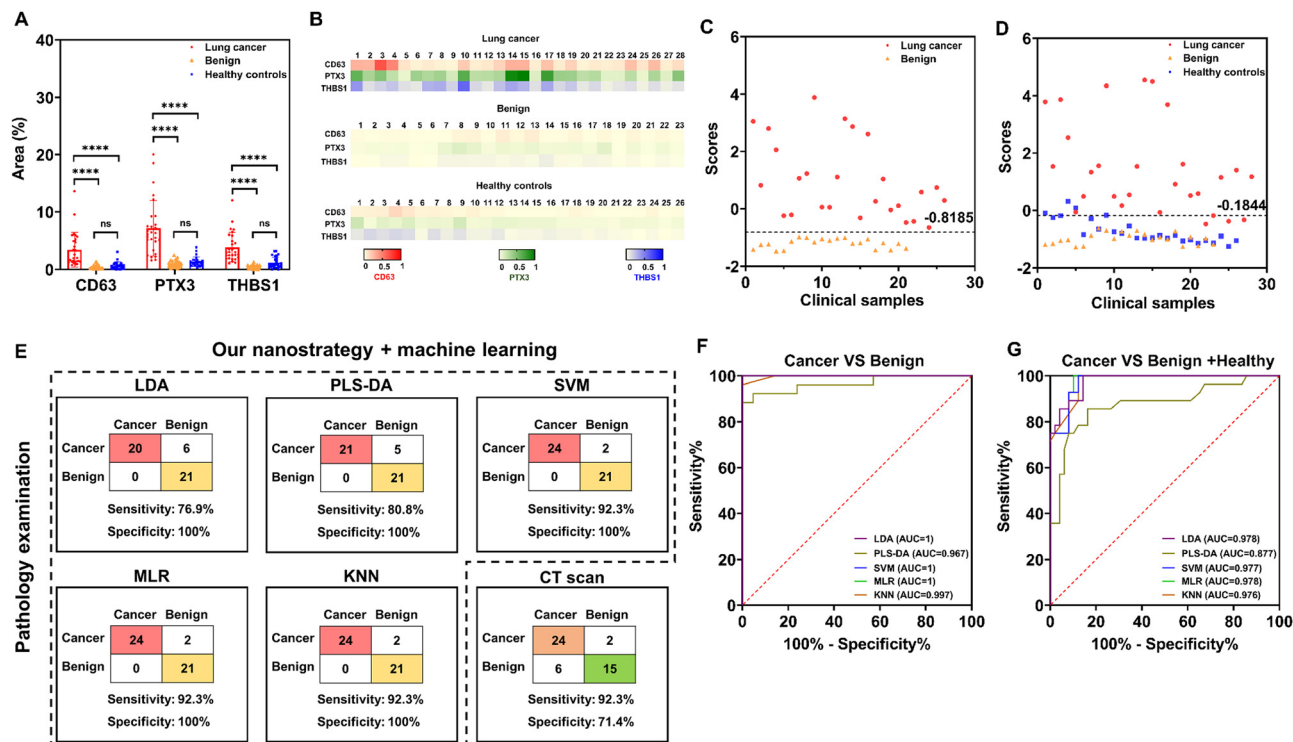 A
40
30
20
10
0
Area (%)
Lung cancer
Benign
Healthy controls
****
****
ns
****
****
ns
****
****
ns
CD63
PTX3
THBS1
B
Lung cancer
1 2 3 4 5 6 7 8 9 10 11 12 13 14 15 16 17 18 19 20 21 22 23 24 25 26
CD63
PTX3
THBS1
Benign
1 2 3 4 5 6 7 8 9 10 11 12 13 14 15 16 17 18 19 20 21 22 23
CD63
PTX3
THBS1
Healthy controls
1 2 3 4 5 6 7 8 9 10 11 12 13 14 15 16 17 18 19 20 21 22 23 24 25 26
CD63
PTX3
THBS1
0 0.5 1
CD63
0 0.5 1
PTX3
0 0.5 1
THBS1
C
6
4
2
0
-2
Scores
Lung cancer
Benign
-0.8185
0 10 20 30
Clinical samples
D
6
4
2
0
-2
Scores
Lung cancer
Benign
Healthy controls
-0.1844
0 10 20 30
Clinical samples
E
Our nanostrategy + machine learning
Pathology examination
LDA
Cancer Benign
Cancer 20 6
Benign 0 21
Sensitivity: 76.9%
Specificity: 100%
PLS-DA
Cancer Benign
Cancer 21 5
Benign 0 21
Sensitivity: 80.8%
Specificity: 100%
SVM
Cancer Benign
Cancer 24 2
Benign 0 21
Sensitivity: 92.3%
Specificity: 100%
MLR
Cancer Benign
Cancer 24 2
Benign 0 21
Sensitivity: 92.3%
Specificity: 100%
KNN
Cancer Benign
Cancer 24 2
Benign 0 21
Sensitivity: 92.3%
Specificity: 100%
CT scan
Cancer Benign
Cancer 24 2
Benign 6 15
Sensitivity: 92.3%
Specificity: 71.4%
F
Cancer VS Benign
100
80
60
40
20
0
Sensitivity%
LDA (AUC=1)
PLS-DA (AUC=0.967)
SVM (AUC=1)
MLR (AUC=1)
KNN (AUC=0.997)
20 40 60 80 100
100% - Specificity%
G
Cancer VS Benign +Healthy
100
80
60
40
20
0
Sensitivity%
LDA (AUC=0.978)
PLS-DA (AUC=0.877)
SVM (AUC=0.977)
MLR (AUC=0.978)
KNN (AUC=0.976)
20 40 60 80 100
100% - Specificity%